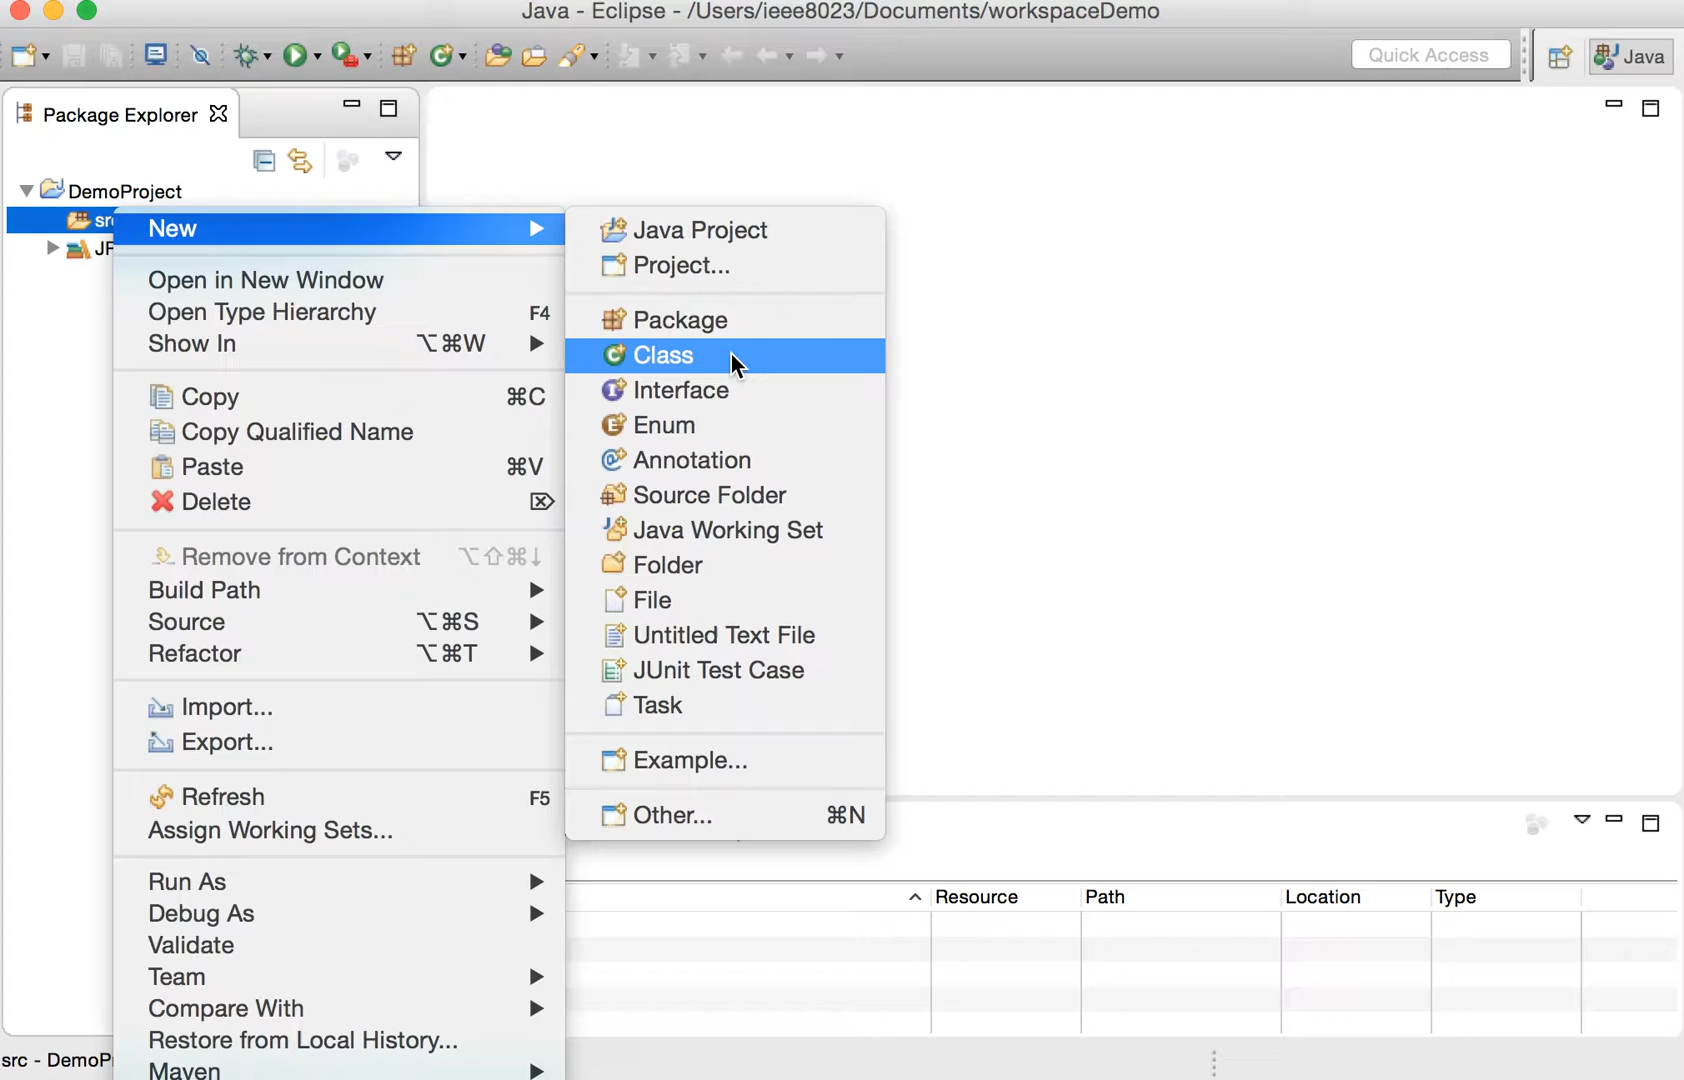 Java - Eclipse - /Users/ieee8023/Documents/workspaceDemo
Quick Access
Java
Package Explorer
DemoProject
src
New
Open in New Window
Open Type Hierarchy F4
Show In ⌥⌘W
Copy ⌘C
Copy Qualified Name
Paste ⌘V
Delete ⌦
Remove from Context ⌥⇧⌘↓
Build Path
Source ⌥⌘S
Refactor ⌥⌘T
Import...
Export...
Refresh F5
Assign Working Sets...
Run As
Debug As
Validate
Team
Compare With
Restore from Local History...
Maven
Java Project
Project...
Package
Class
Interface
Enum
Annotation
Source Folder
Java Working Set
Folder
File
Untitled Text File
JUnit Test Case
Task
Example...
Other... ⌘N
Resource Path Location Type
src - DemoP